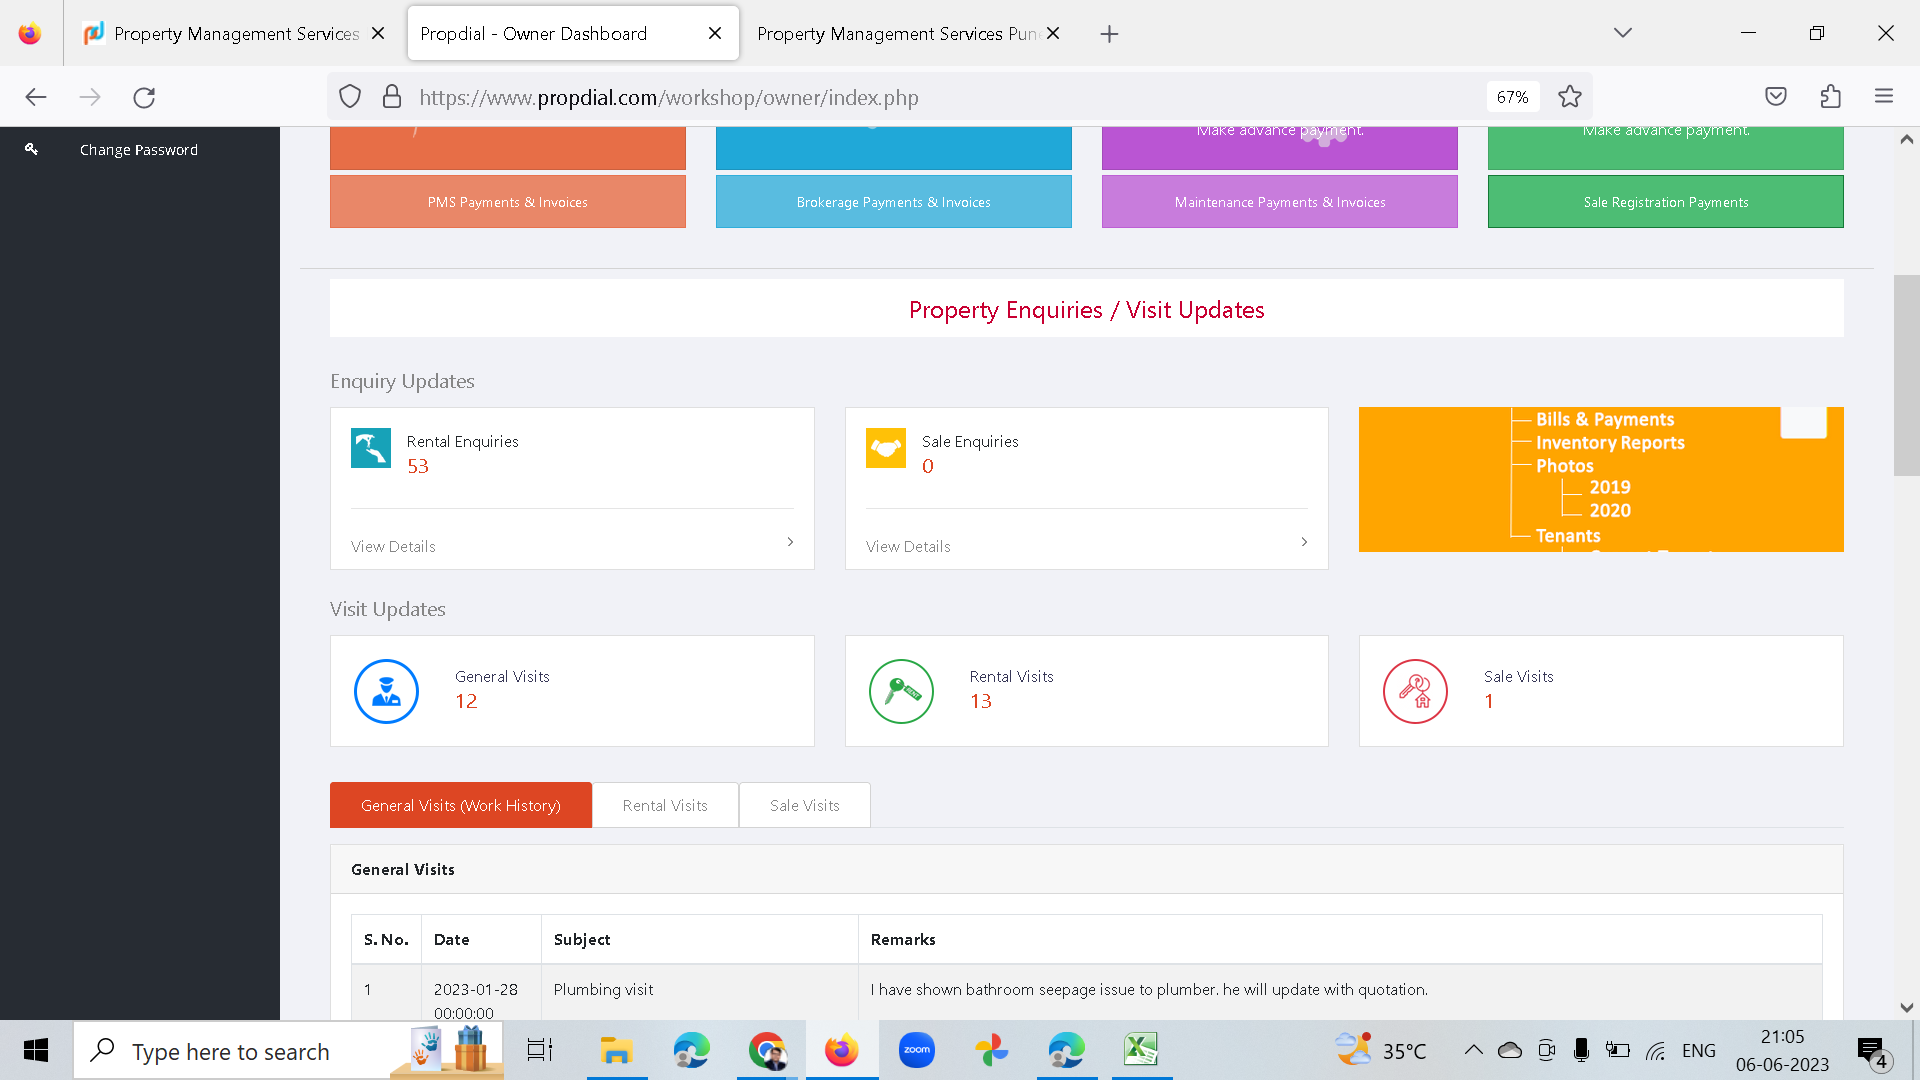 Property Management Services
Propdial - Owner Dashboard
Property Management Services Pun
https://www.propdial.com/workshop/owner/index.php
67%
Change Password
Make advance payment.
Make advance payment.
PMS Payments & Invoices
Brokerage Payments & Invoices
Maintenance Payments & Invoices
Sale Registration Payments
Property Enquiries / Visit Updates
Enquiry Updates
Rental Enquiries
53
View Details
Sale Enquiries
0
View Details
Bills & Payments
Inventory Reports
Photos
2019
2020
Tenants
Visit Updates
General Visits
12
Rental Visits
13
Sale Visits
1
General Visits (Work History)
Rental Visits
Sale Visits
General Visits
S. No.
Date
Subject
Remarks
1
2023-01-28
00:00:00
Plumbing visit
I have shown bathroom seepage issue to plumber. he will update with quotation.
Type here to search
zoom
35°C
ENG
21:05
06-06-2023
4